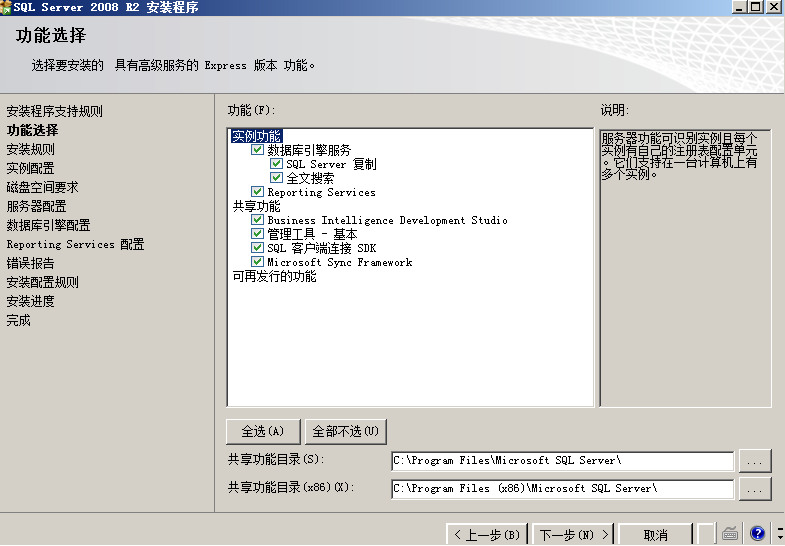 SQL Server 2008 R2 安装程序
功能选择
选择要安装的 具有高级服务的 Express 版本 功能。
安装程序支持规则
功能选择
安装规则
实例配置
磁盘空间要求
服务器配置
数据库引擎配置
Reporting Services 配置
错误报告
安装配置规则
安装进度
完成
功能(F):
实例功能
数据库引擎服务
SQL Server 复制
全文搜索
Reporting Services
共享功能
Business Intelligence Development Studio
管理工具 - 基本
SQL 客户端连接 SDK
Microsoft Sync Framework
可再发行的功能
说明:
服务器功能可识别实例且每个
实例有自己的注册表配置单元
。它们支持在一台计算机上有
多个实例。
全选(A)
全部不选(U)
共享功能目录(S):
C:\Program Files\Microsoft SQL Server\
...
共享功能目录(x86)(X):
C:\Program Files (x86)\Microsoft SQL Server\
...
< 上一步(B)
下一步(N) >
取消
?